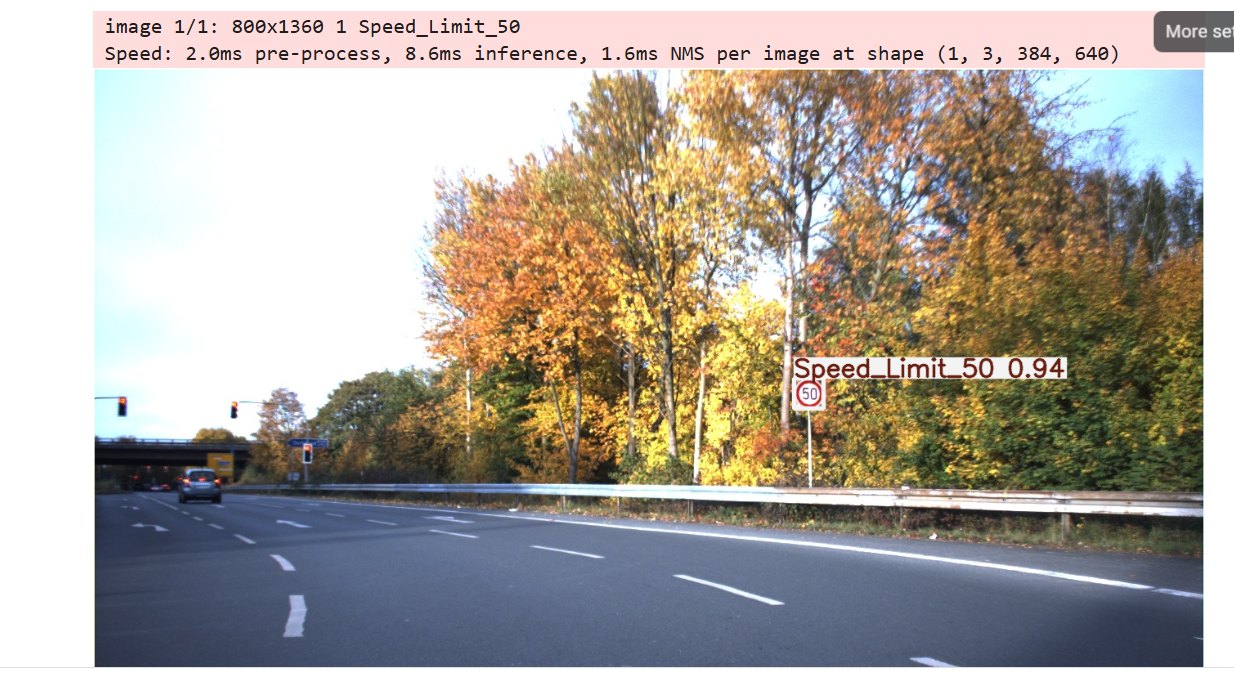 image 1/1: 800x1360 1 Speed_Limit_50
Speed: 2.0ms pre-process, 8.6ms inference, 1.6ms NMS per image at shape (1, 3, 384, 640)
More set
Speed_Limit_50 0.94
50